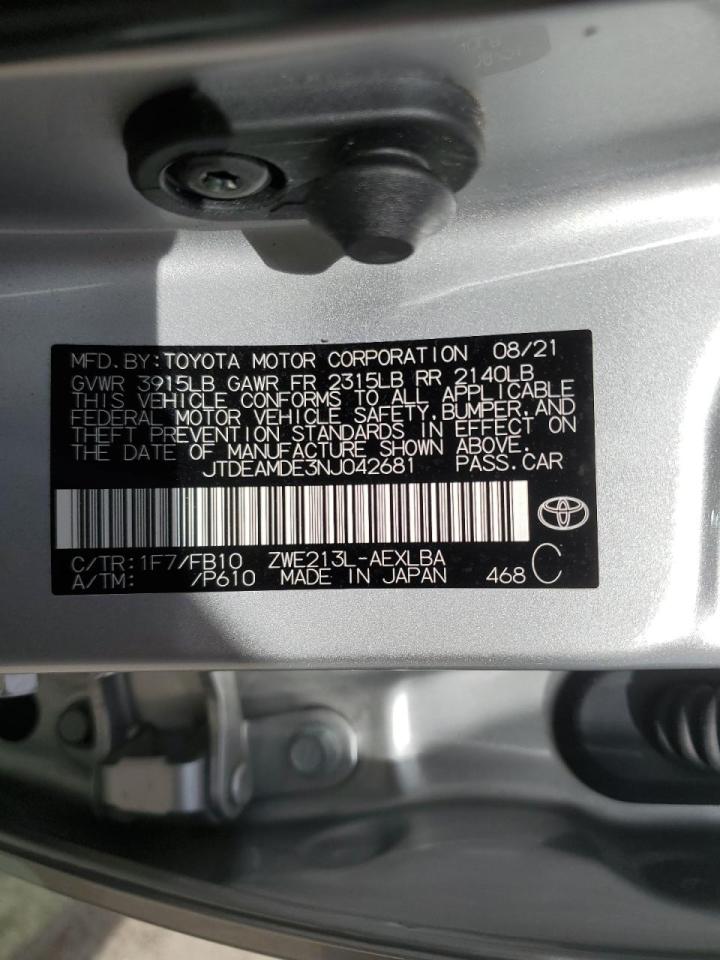 MFD.BY:TOYOTA MOTOR CORPORATION 08/21
GVWR 3915LB GAWR FR 2315LB RR 2140LB
THIS VEHICLE CONFORMS TO ALL APPLICABLE
FEDERAL MOTOR VEHICLE SAFETY,BUMPER,AND
THEFT PREVENTION STANDARDS IN EFFECT ON
THE DATE OF MANUFACTURE SHOWN ABOVE.
JTDEAMDE3NJ042681 PASS.CAR
C/TR:1F7/FB10 ZWE213L-AEXLBA
A/TM: /P610 MADE IN JAPAN 468 C